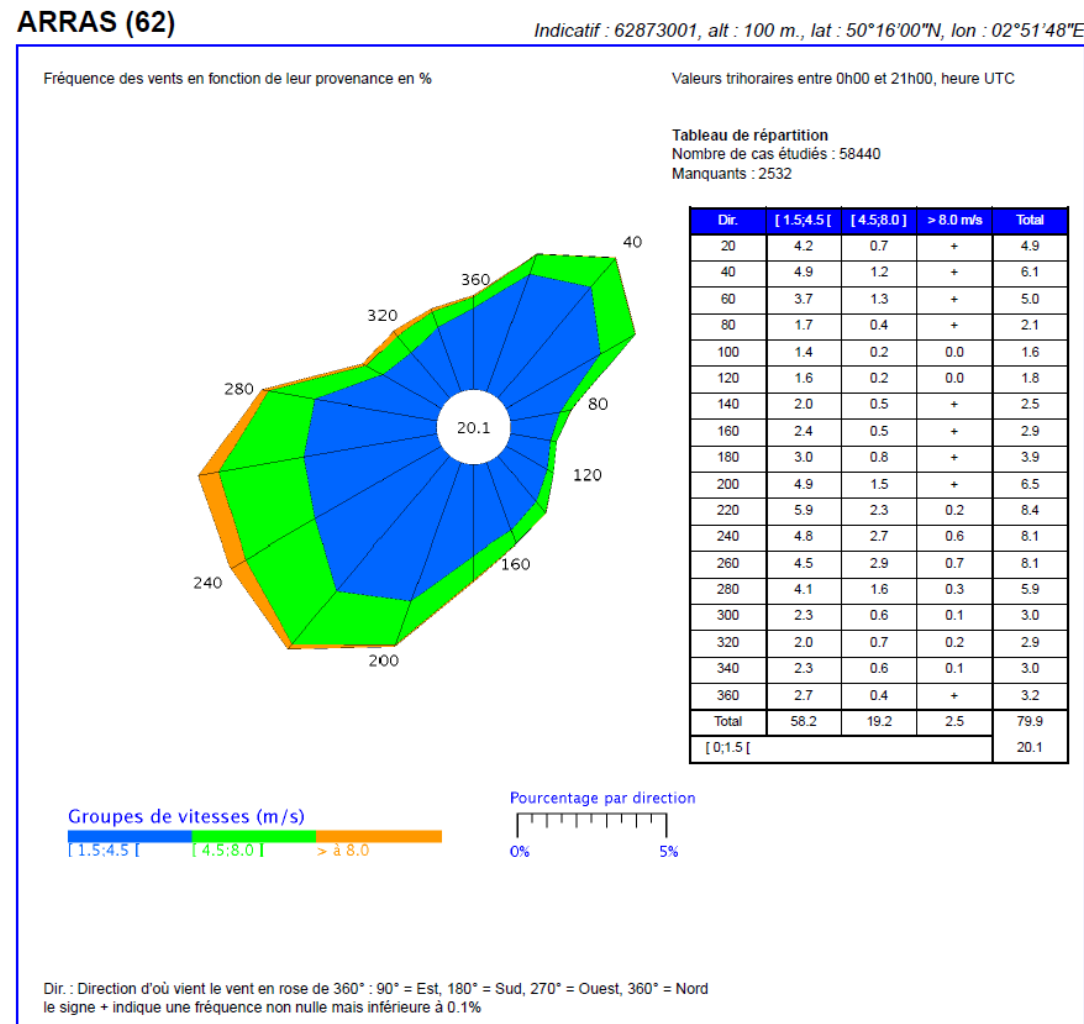 ARRAS (62)
Indicatif : 62873001, alt : 100 m., lat : 50°16'00"N, lon : 02°51'48"E
Fréquence des vents en fonction de leur provenance en %
Valeurs trihoraires entre 0h00 et 21h00, heure UTC
Tableau de répartition
Nombre de cas étudiés : 58440
Manquants : 2532
Dir. [ 1.5;4.5 [ [ 4.5;8.0 ] > 8.0 m/s Total
20 4.2 0.7 + 4.9
40 4.9 1.2 + 6.1
60 3.7 1.3 + 5.0
80 1.7 0.4 + 2.1
100 1.4 0.2 0.0 1.6
120 1.6 0.2 0.0 1.8
140 2.0 0.5 + 2.5
160 2.4 0.5 + 2.9
180 3.0 0.8 + 3.9
200 4.9 1.5 + 6.5
220 5.9 2.3 0.2 8.4
240 4.8 2.7 0.6 8.1
260 4.5 2.9 0.7 8.1
280 4.1 1.6 0.3 5.9
300 2.3 0.6 0.1 3.0
320 2.0 0.7 0.2 2.9
340 2.3 0.6 0.1 3.0
360 2.7 0.4 + 3.2
Total 58.2 19.2 2.5 79.9
[ 0;1.5 [ 20.1
40
360
320
280
80
20.1
120
160
240
200
Groupes de vitesses (m/s)
[ 1.5;4.5 [ [ 4.5;8.0 ] > à 8.0
Pourcentage par direction
0% 5%
Dir. : Direction d'où vient le vent en rose de 360° : 90° = Est, 180° = Sud, 270° = Ouest, 360° = Nord
le signe + indique une fréquence non nulle mais inférieure à 0.1%